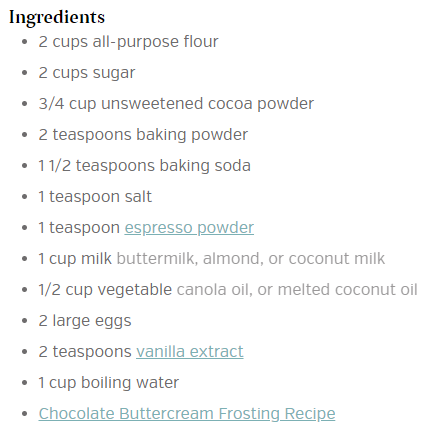 Ingredients
• 2 cups all-purpose flour
• 2 cups sugar
• 3/4 cup unsweetened cocoa powder
• 2 teaspoons baking powder
• 1 1/2 teaspoons baking soda
• 1 teaspoon salt
• 1 teaspoon espresso powder
• 1 cup milk buttermilk, almond, or coconut milk
• 1/2 cup vegetable canola oil, or melted coconut oil
• 2 large eggs
• 2 teaspoons vanilla extract
• 1 cup boiling water
• Chocolate Buttercream Frosting Recipe